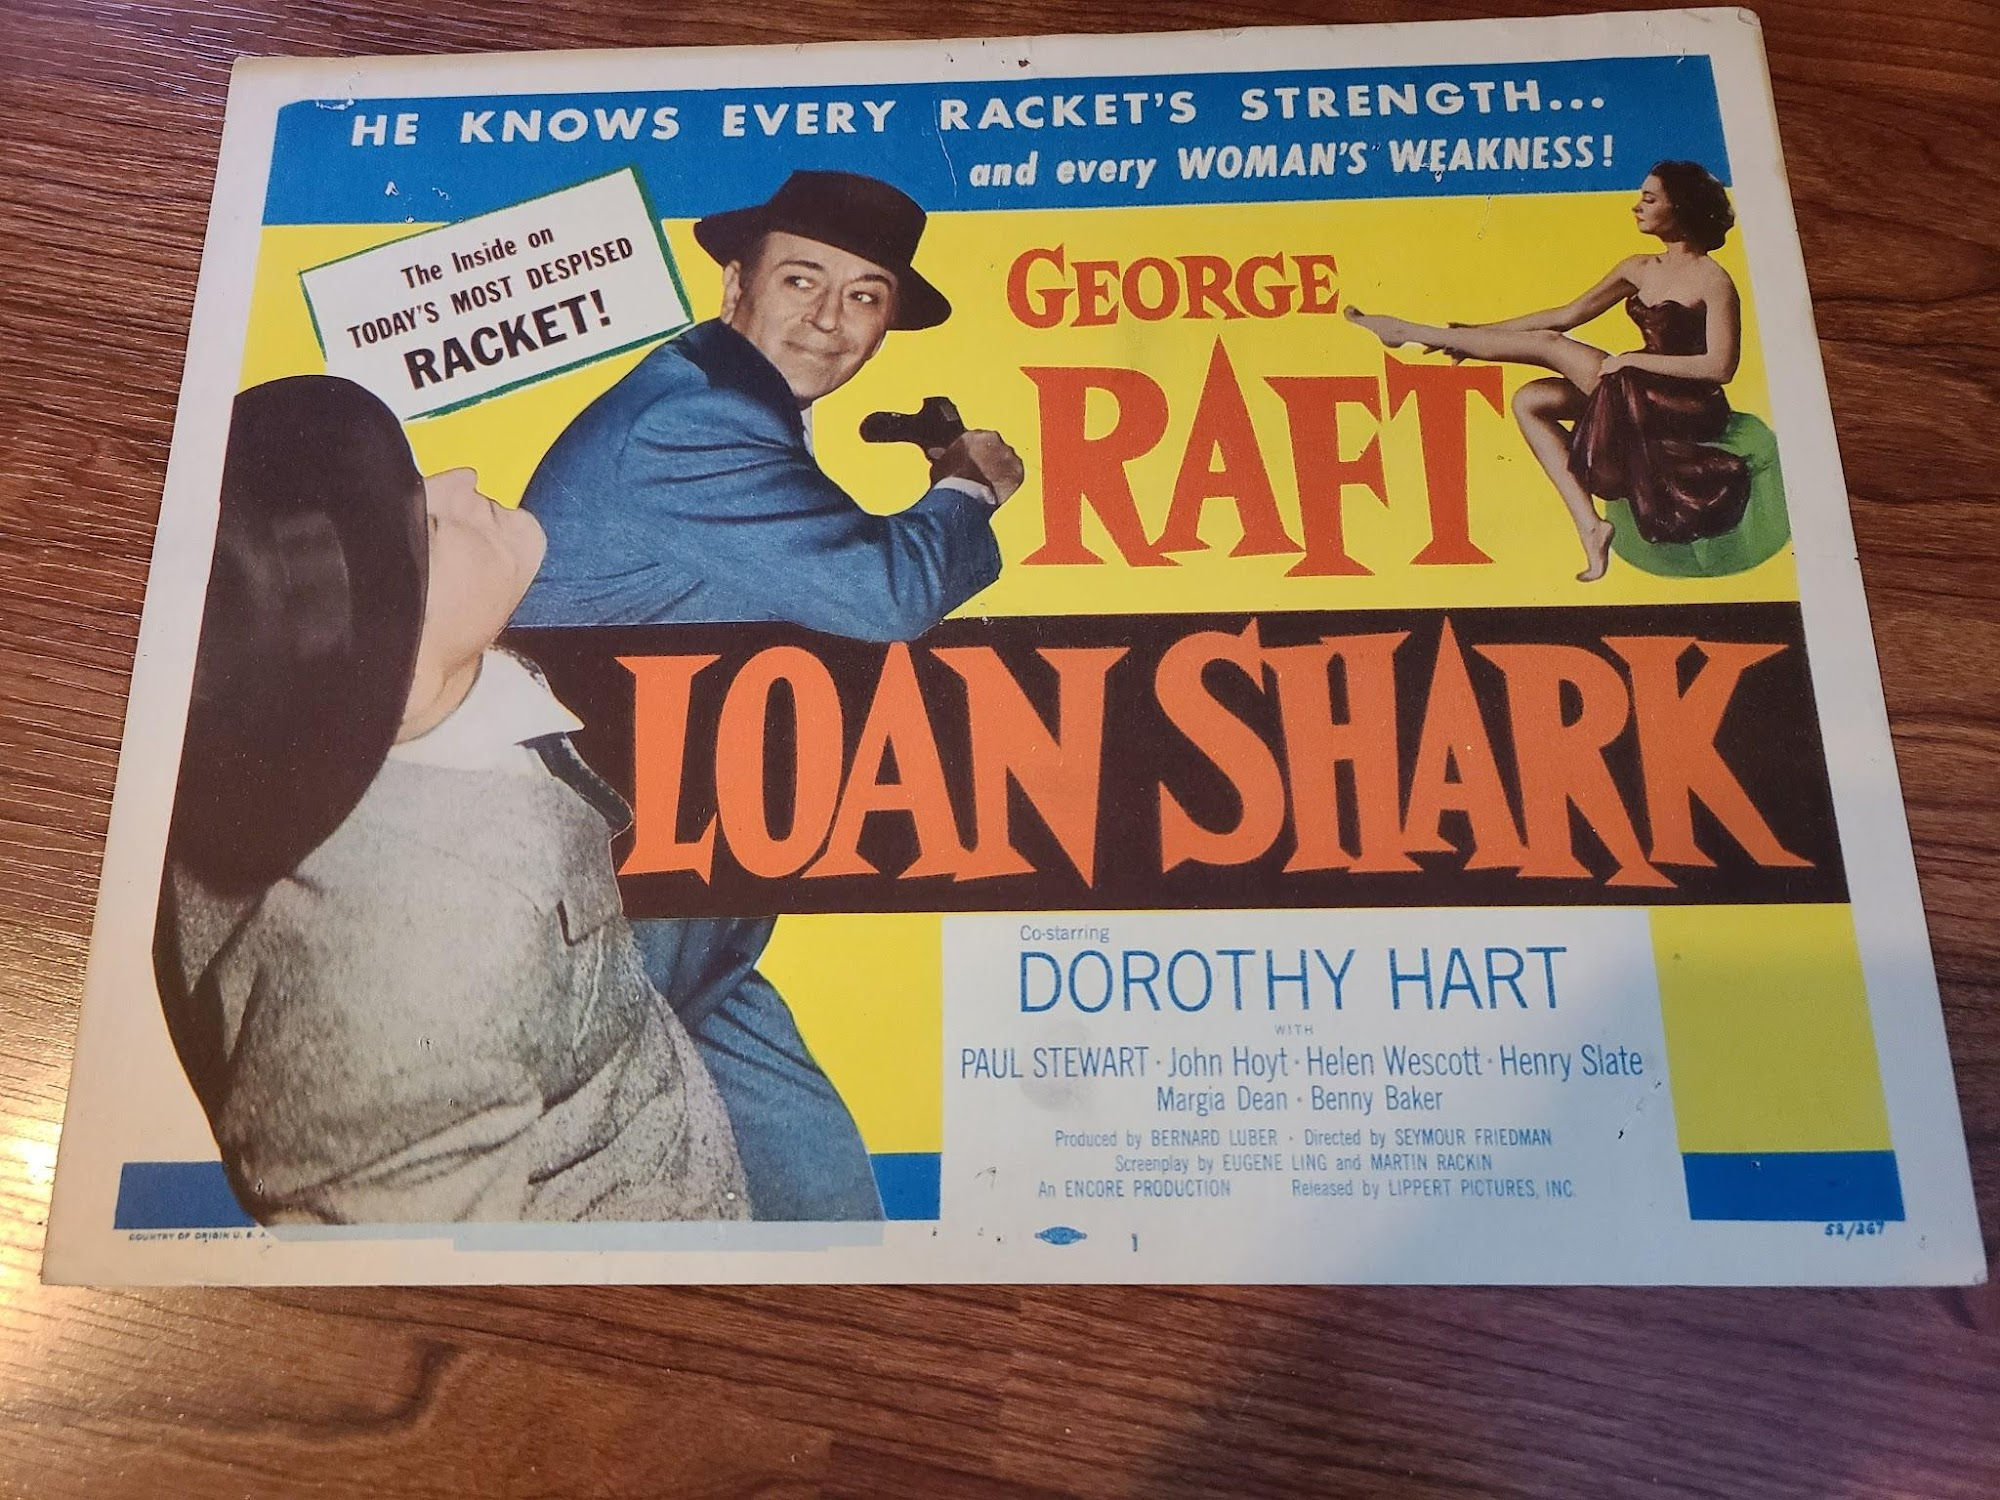 HE KNOWS EVERY RACKET'S STRENGTH...
and every WOMAN'S WEAKNESS!
The Inside on
TODAY'S MOST DESPISED
RACKET!
GEORGE
RAFT
LOAN SHARK
Co-starring
DOROTHY HART
WITH
PAUL STEWART · John Hoyt · Helen Wescott · Henry Slate
Margia Dean · Benny Baker
Produced by BERNARD LUBER · Directed by SEYMOUR FRIEDMAN
Screenplay by EUGENE LING and MARTIN RACKIN
An ENCORE PRODUCTION Released by LIPPERT PICTURES, INC.
COUNTRY OF ORIGIN U. S. A.
1
52/267